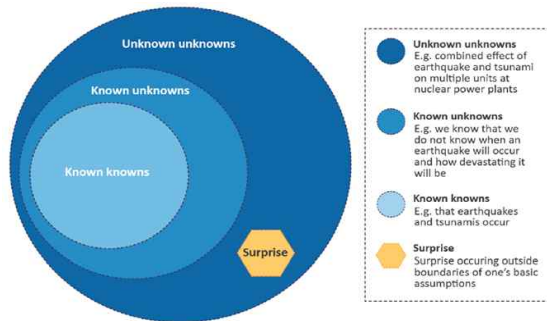 Unknown unknowns
Known unknowns
Known knowns
Surprise
Unknown unknowns
E.g. combined effect of
earthquake and tsunami
on multiple units at
nuclear power plants
Known unknowns
E.g. we know that we
do not know when an
earthquake will occur
and how devastating it
will be
Known knowns
E.g. that earthquakes
and tsunamis occur
Surprise
Surprise occuring outside
boundaries of one's basic
assumptions